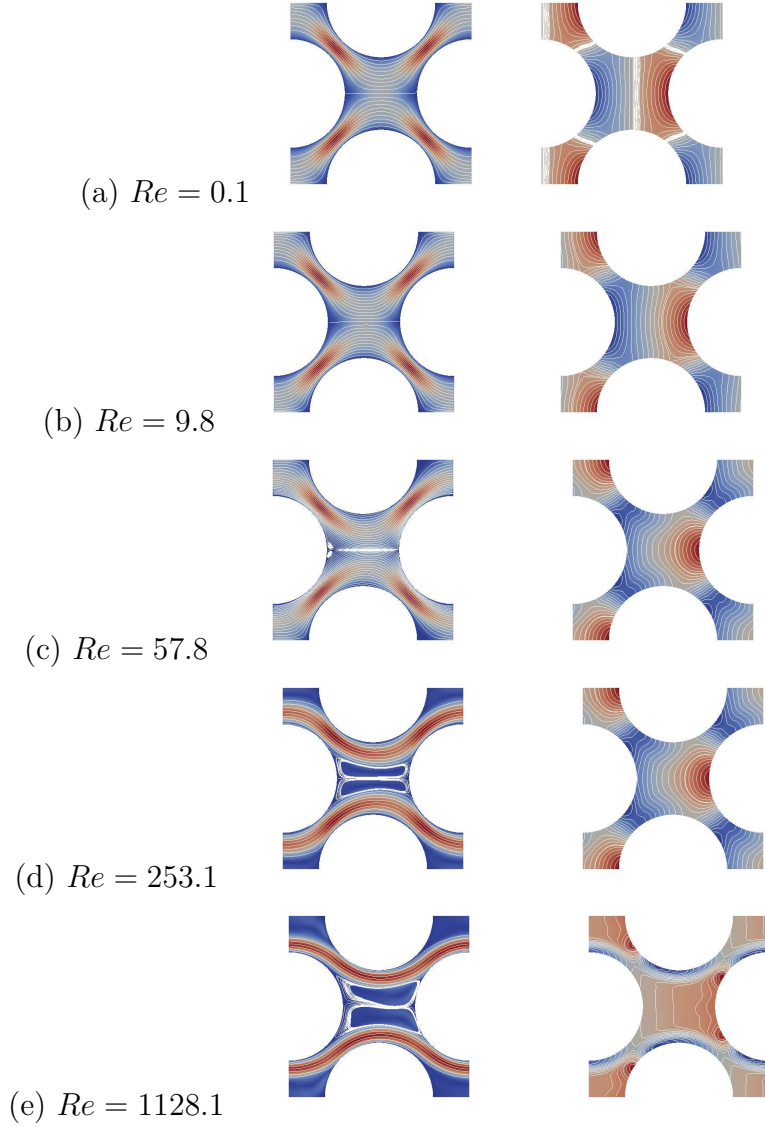 (a) Re = 0.1
(b) Re = 9.8
(c) Re = 57.8
(d) Re = 253.1
(e) Re = 1128.1